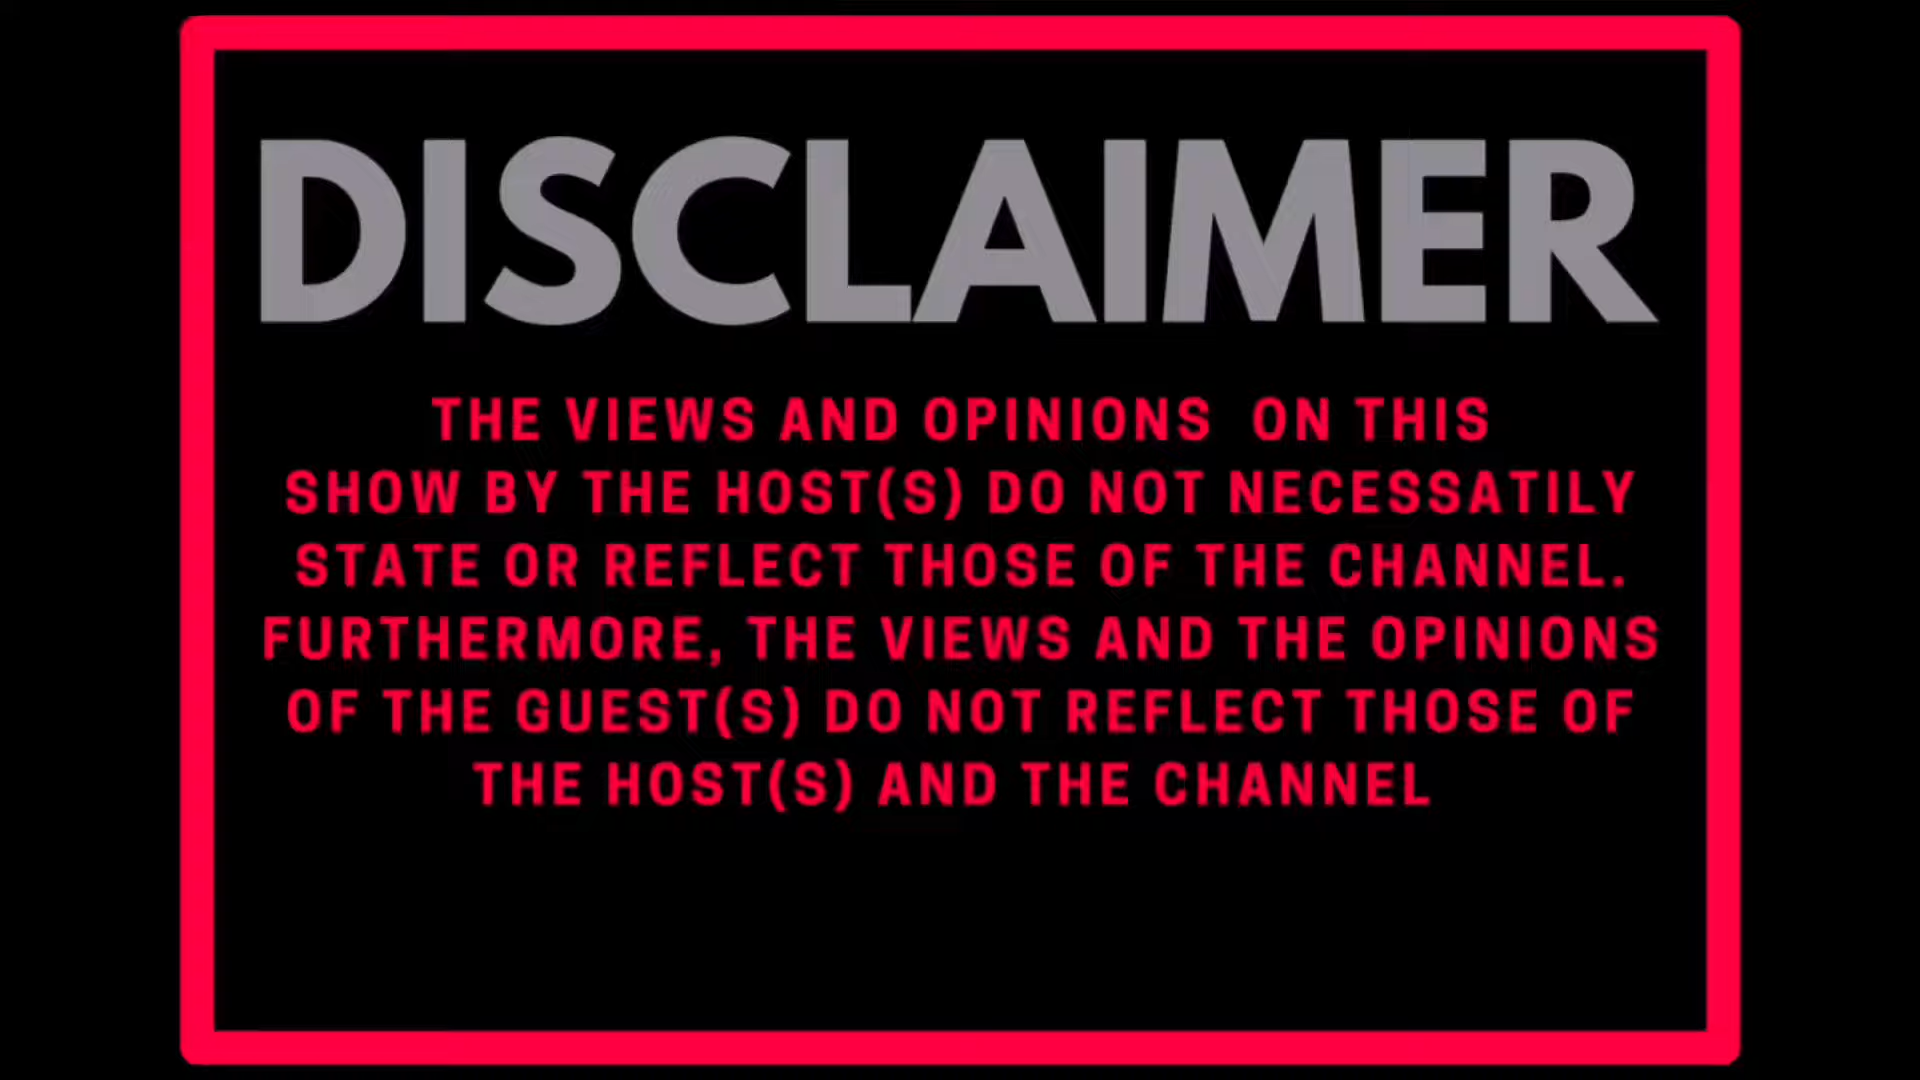 DISCLAIMER
THE VIEWS AND OPINIONS ON THIS
SHOW BY THE HOST(S) DO NOT NECESSATILY
STATE OR REFLECT THOSE OF THE CHANNEL.
FURTHERMORE, THE VIEWS AND THE OPINIONS
OF THE GUEST(S) DO NOT REFLECT THOSE OF
THE HOST(S) AND THE CHANNEL